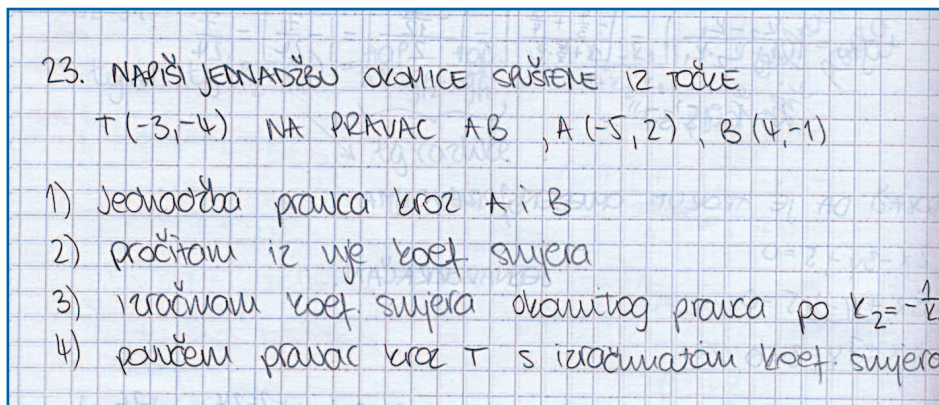 23. NAPIŠI JEDNADŽBU OKOMICE SPUŠTENE IZ TOČKE
T(-3,-4) NA PRAVAC AB, A(-5,2), B(4,-1)
1) Jednadžba pravca kroz A i B
2) pročitam iz nje koef smjera
3) izračunam koef. smjera okomitog pravca po k₂=-1/k
4) povučem pravac kroz T s izračunatom koef. smjera